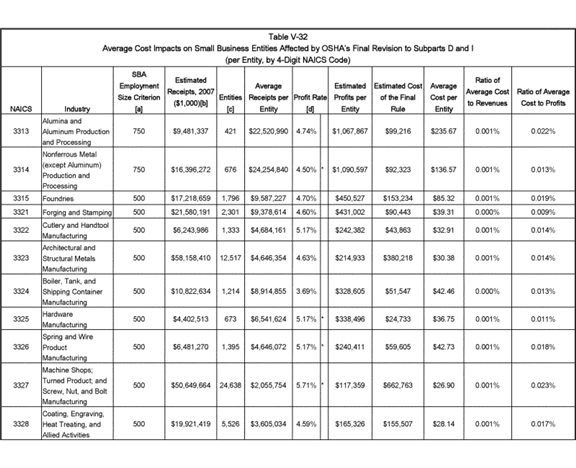 Table V-32
Average Cost Impacts on Small Business Entities Affected by OSHA's Final Revision to Subparts D and I
(per Entity, by 4-Digit NAICS Code)
NAICS Industry SBA Employment Size Criterion [a] Estimated Receipts, 2007 ($1,000)[b] Entities [c] Average Receipts per Entity Profit Rate [d] Estimated Profits per Entity Estimated Cost of the Final Rule Average Cost per Entity Ratio of Average Cost to Revenues Ratio of Average Cost to Profits
3313 Alumina and Aluminum Production and Processing 750 $9,481,337 421 $22,520,990 4.74% $1,067,867 $99,216 $235.67 0.001% 0.022%
3314 Nonferrous Metal (except Aluminum) Production and Processing 750 $16,396,272 676 $24,254,840 4.50% * $1,090,597 $92,323 $136.57 0.001% 0.013%
3315 Foundries 500 $17,218,659 1,796 $9,587,227 4.70% $450,527 $153,234 $85.32 0.001% 0.019%
3321 Forging and Stamping 500 $21,580,191 2,301 $9,378,614 4.60% $431,002 $90,443 $39.31 0.000% 0.009%
3322 Cutlery and Handtool Manufacturing 500 $6,243,986 1,333 $4,684,161 5.17% $242,382 $43,863 $32.91 0.001% 0.014%
3323 Architectural and Structural Metals Manufacturing 500 $58,158,410 12,517 $4,646,354 4.63% $214,933 $380,218 $30.38 0.001% 0.014%
3324 Boiler, Tank, and Shipping Container Manufacturing 500 $10,822,634 1,214 $8,914,855 3.69% $328,605 $51,547 $42.46 0.000% 0.013%
3325 Hardware Manufacturing 500 $4,402,513 673 $6,541,624 5.17% * $338,496 $24,733 $36.75 0.001% 0.011%
3326 Spring and Wire Product Manufacturing 500 $6,481,270 1,395 $4,646,072 5.17% * $240,411 $59,605 $42.73 0.001% 0.018%
3327 Machine Shops; Turned Product; and Screw, Nut, and Bolt Manufacturing 500 $50,649,664 24,638 $2,055,754 5.71% * $117,359 $662,763 $26.90 0.001% 0.023%
3328 Coating, Engraving, Heat Treating, and Allied Activities 500 $19,921,419 5,526 $3,605,034 4.59% $165,326 $155,507 $28.14 0.001% 0.017%